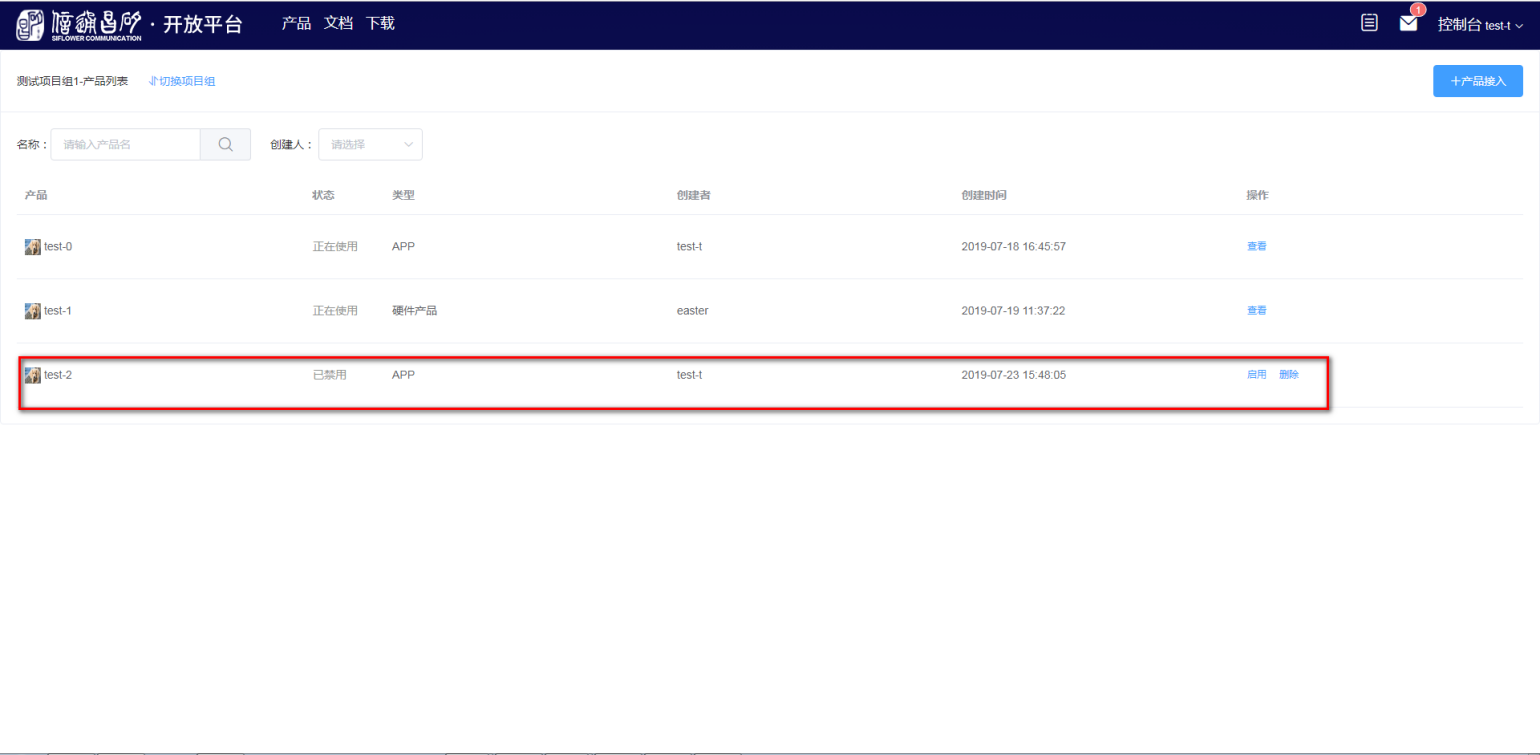 SIFLOWER COMMUNICATION · 开放平台 产品 文档 下载 1 控制台 test-t
测试项目组1-产品列表 切换项目组 +产品接入
名称： 请输入产品名 创建人： 请选择
产品 状态 类型 创建者 创建时间 操作
test-0 正在使用 APP test-t 2019-07-18 16:45:57 查看
test-1 正在使用 硬件产品 easter 2019-07-19 11:37:22 查看
test-2 已禁用 APP test-t 2019-07-23 15:48:05 启用 删除